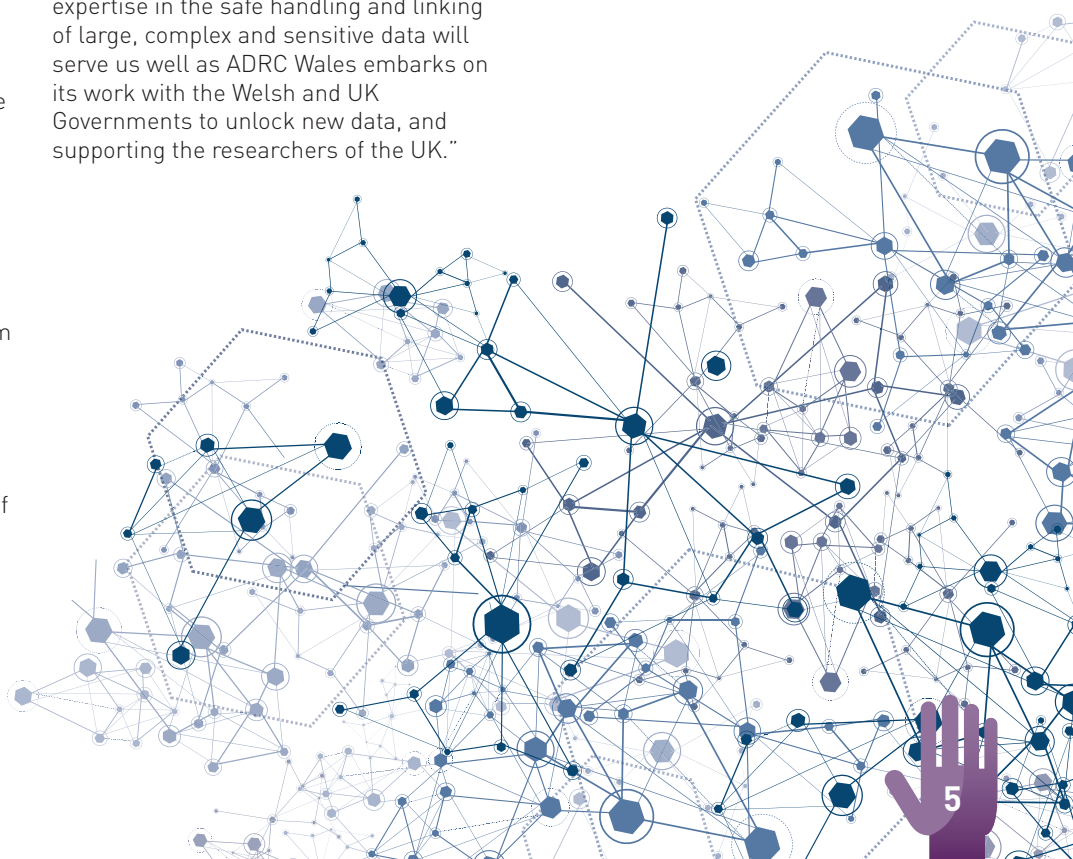 expertise in the safe handling and linking
of large, complex and sensitive data will
serve us well as ADRC Wales embarks on
its work with the Welsh and UK
Governments to unlock new data, and
supporting the researchers of the UK.”
5